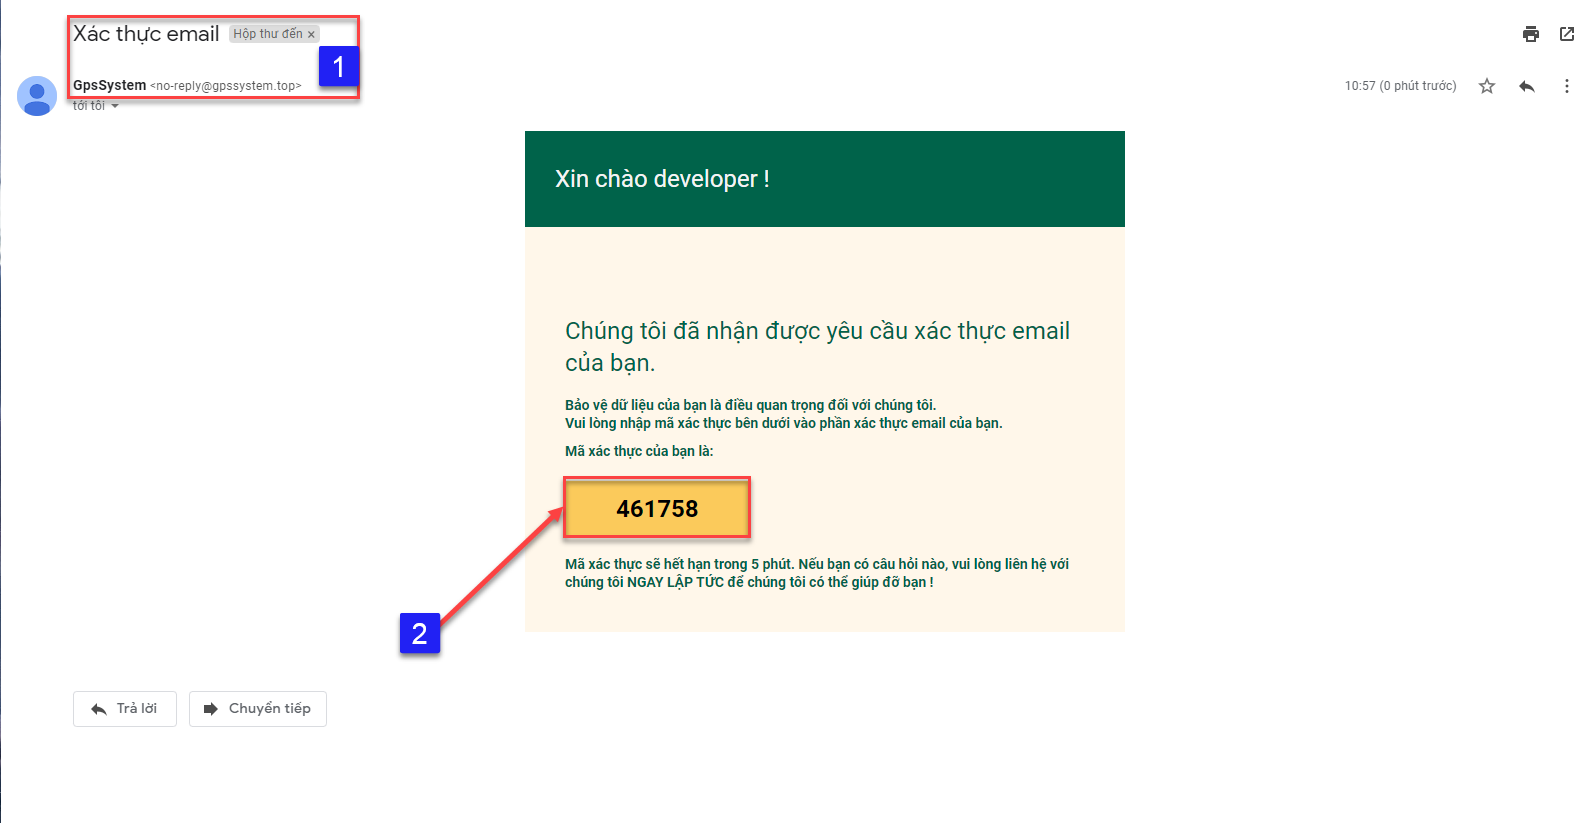 Xác thực email Hộp thư đến ×
1
GpsSystem <no-reply@gpssystem.top>
10:57 (0 phút trước)
tới tôi
Xin chào developer !
Chúng tôi đã nhận được yêu cầu xác thực email
của bạn.
Bảo vệ dữ liệu của bạn là điều quan trọng đối với chúng tôi.
Vui lòng nhập mã xác thực bên dưới vào phần xác thực email của bạn.
Mã xác thực của bạn là:
461758
Mã xác thực sẽ hết hạn trong 5 phút. Nếu bạn có câu hỏi nào, vui lòng liên hệ với
chúng tôi NGAY LẬP TỨC để chúng tôi có thể giúp đỡ bạn !
2
Trả lời
Chuyển tiếp